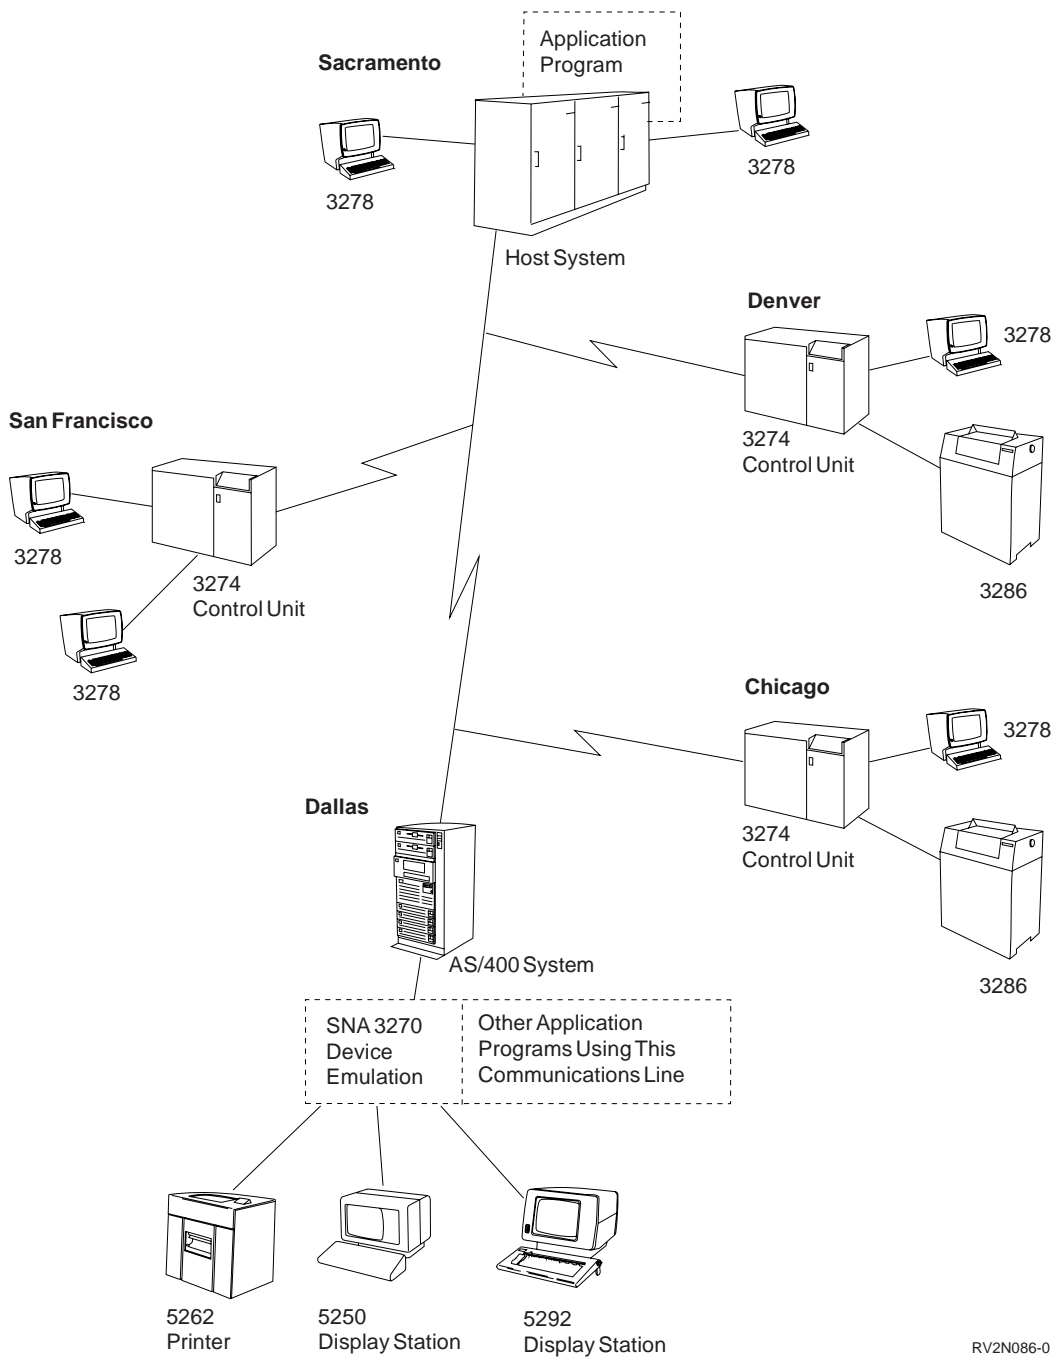 Application
Program
Sacramento
3278
3278
Host System
Denver
3278
3274
Control Unit
3286
San Francisco
3278
3274
Control Unit
3278
Chicago
3278
3274
Control Unit
3286
Dallas
AS/400 System
SNA 3270
Device
Emulation
Other Application
Programs Using This
Communications Line
5262
Printer
5250
Display Station
5292
Display Station
RV2N086-0